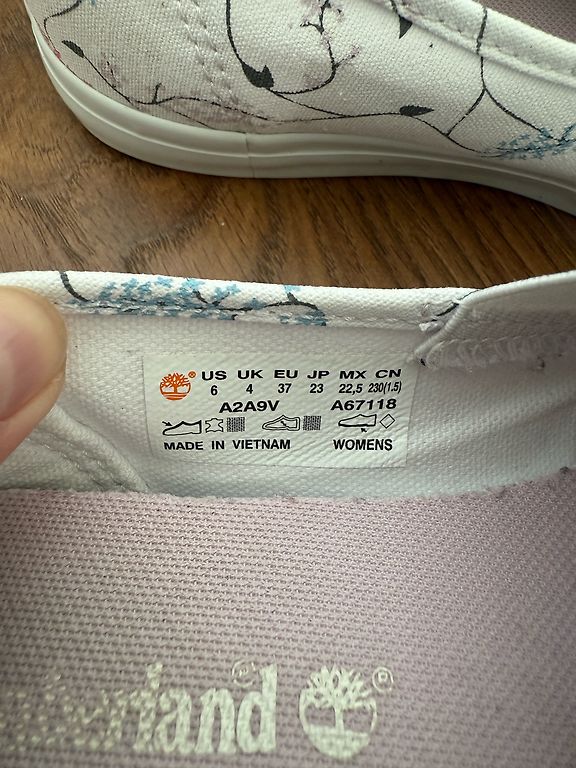 ® US UK EU JP MX CN
6 4 37 23 22,5 230(1.5)
A2A9V A67118
MADE IN VIETNAM WOMENS
erland ®